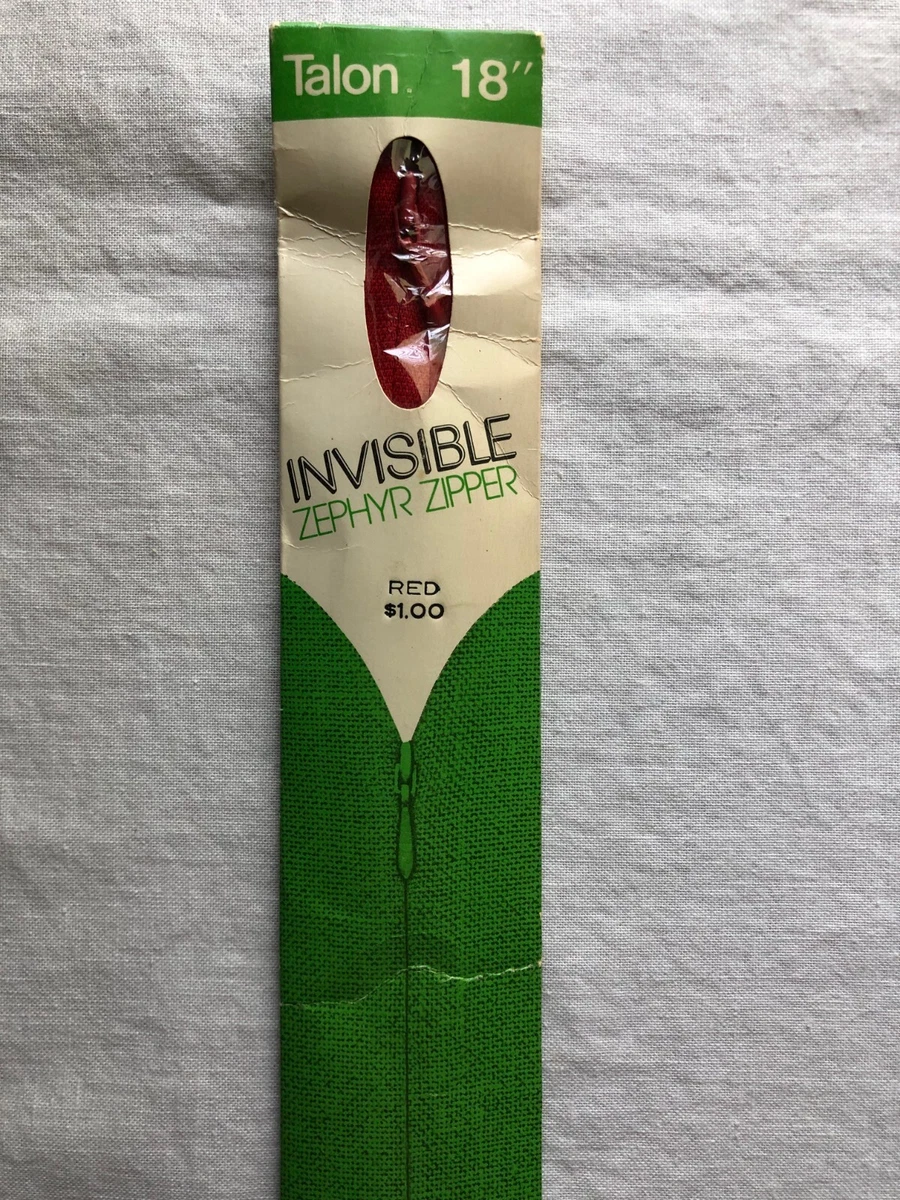 Talon. 18″
INVISIBLE
ZEPHYR ZIPPER
RED
$1.00